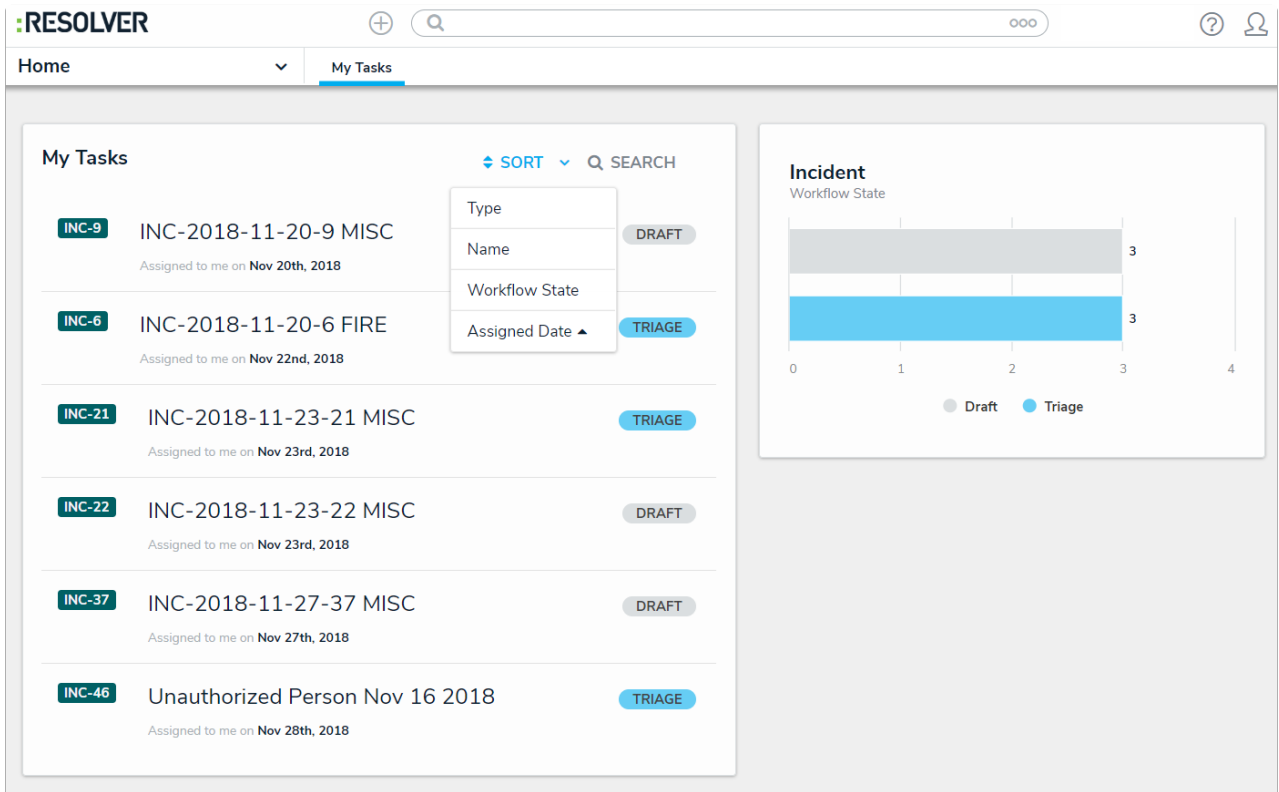 :RESOLVER
Home
My Tasks
My Tasks
SORT
SEARCH
Type
Name
Workflow State
Assigned Date
INC-9
INC-2018-11-20-9 MISC
DRAFT
Assigned to me on Nov 20th, 2018
INC-6
INC-2018-11-20-6 FIRE
TRIAGE
Assigned to me on Nov 22nd, 2018
INC-21
INC-2018-11-23-21 MISC
TRIAGE
Assigned to me on Nov 23rd, 2018
INC-22
INC-2018-11-23-22 MISC
DRAFT
Assigned to me on Nov 23rd, 2018
INC-37
INC-2018-11-27-37 MISC
DRAFT
Assigned to me on Nov 27th, 2018
INC-46
Unauthorized Person Nov 16 2018
TRIAGE
Assigned to me on Nov 28th, 2018
Incident
Workflow State
3
3
0 1 2 3 4
Draft Triage